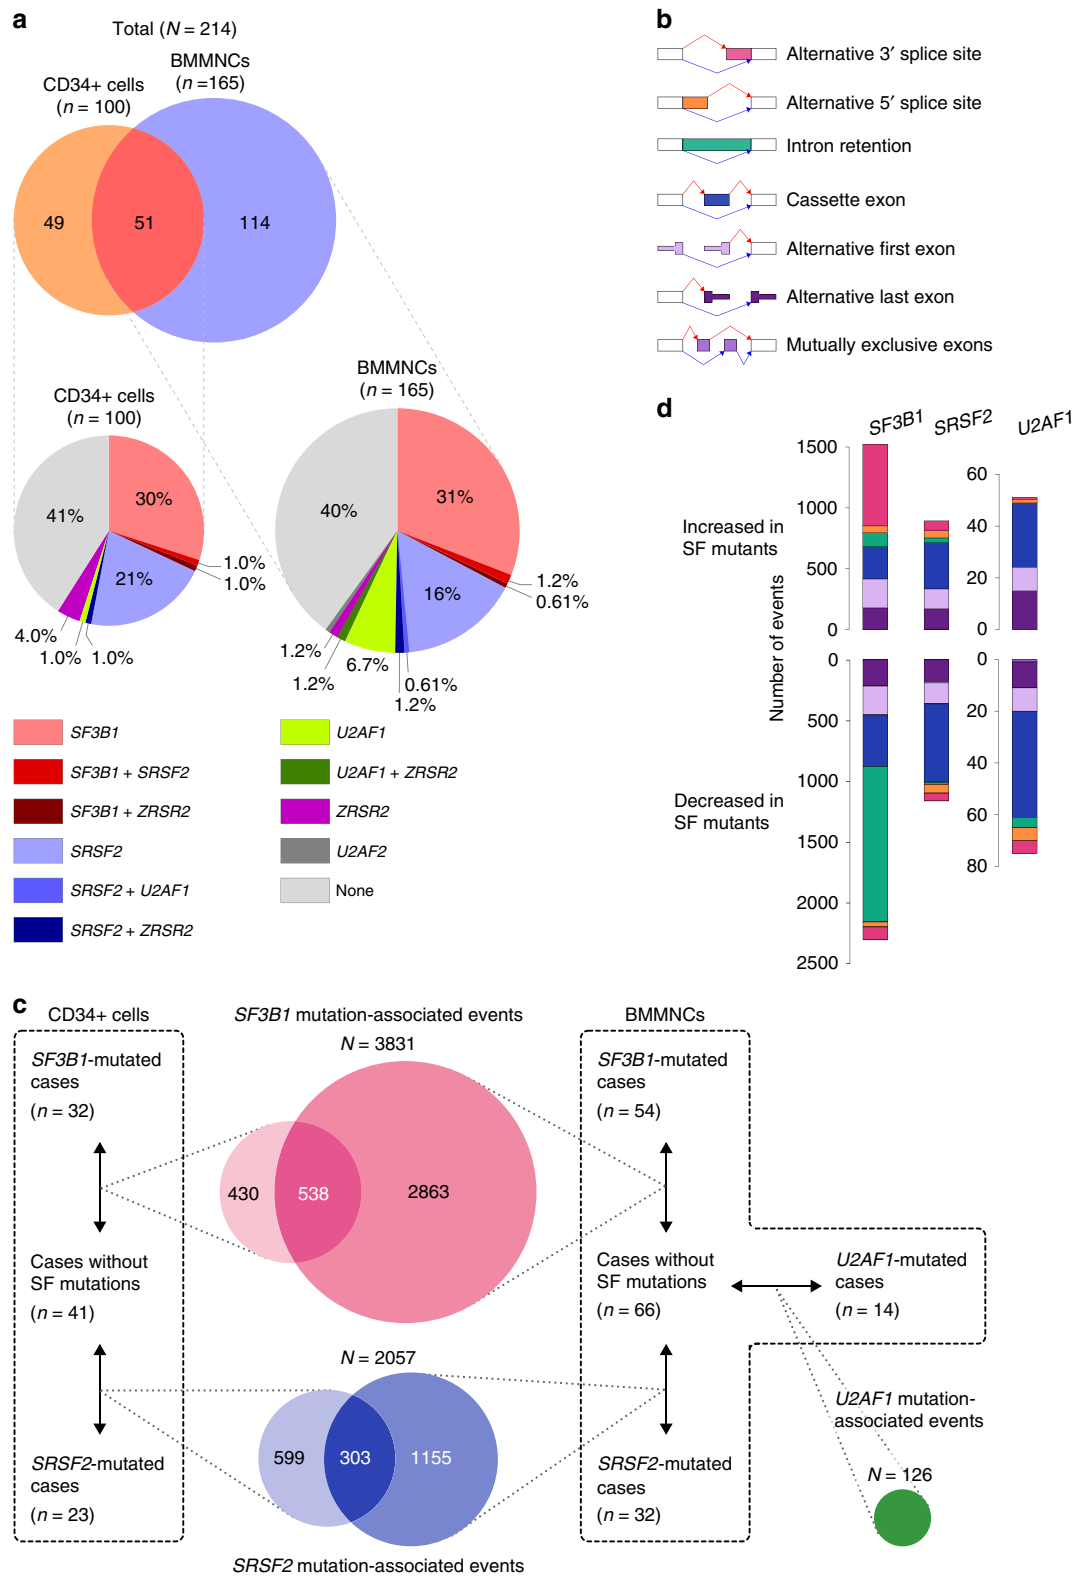 a
Total (N = 214)
CD34+ cells
(n = 100)
BMMNCs
(n =165)
49
51
114
CD34+ cells
(n = 100)
30%
1.0%
1.0%
21%
1.0%
1.0%
4.0%
41%
BMMNCs
(n = 165)
31%
1.2%
0.61%
16%
0.61%
1.2%
6.7%
1.2%
1.2%
40%
SF3B1
SF3B1 + SRSF2
SF3B1 + ZRSR2
SRSF2
SRSF2 + U2AF1
SRSF2 + ZRSR2
U2AF1
U2AF1 + ZRSR2
ZRSR2
U2AF2
None
b
Alternative 3′ splice site
Alternative 5′ splice site
Intron retention
Cassette exon
Alternative first exon
Alternative last exon
Mutually exclusive exons
d
SF3B1
SRSF2
U2AF1
Increased in
SF mutants
Decreased in
SF mutants
Number of events
1500
1000
500
0
0
500
1000
1500
2000
2500
60
40
20
0
0
20
40
60
80
c
CD34+ cells
SF3B1-mutated
cases
(n = 32)
Cases without
SF mutations
(n = 41)
SRSF2-mutated
cases
(n = 23)
SF3B1 mutation-associated events
N = 3831
430
538
2863
N = 2057
599
303
1155
SRSF2 mutation-associated events
BMMNCs
SF3B1-mutated
cases
(n = 54)
Cases without
SF mutations
(n = 66)
SRSF2-mutated
cases
(n = 32)
U2AF1-mutated
cases
(n = 14)
U2AF1 mutation-
associated events
N = 126